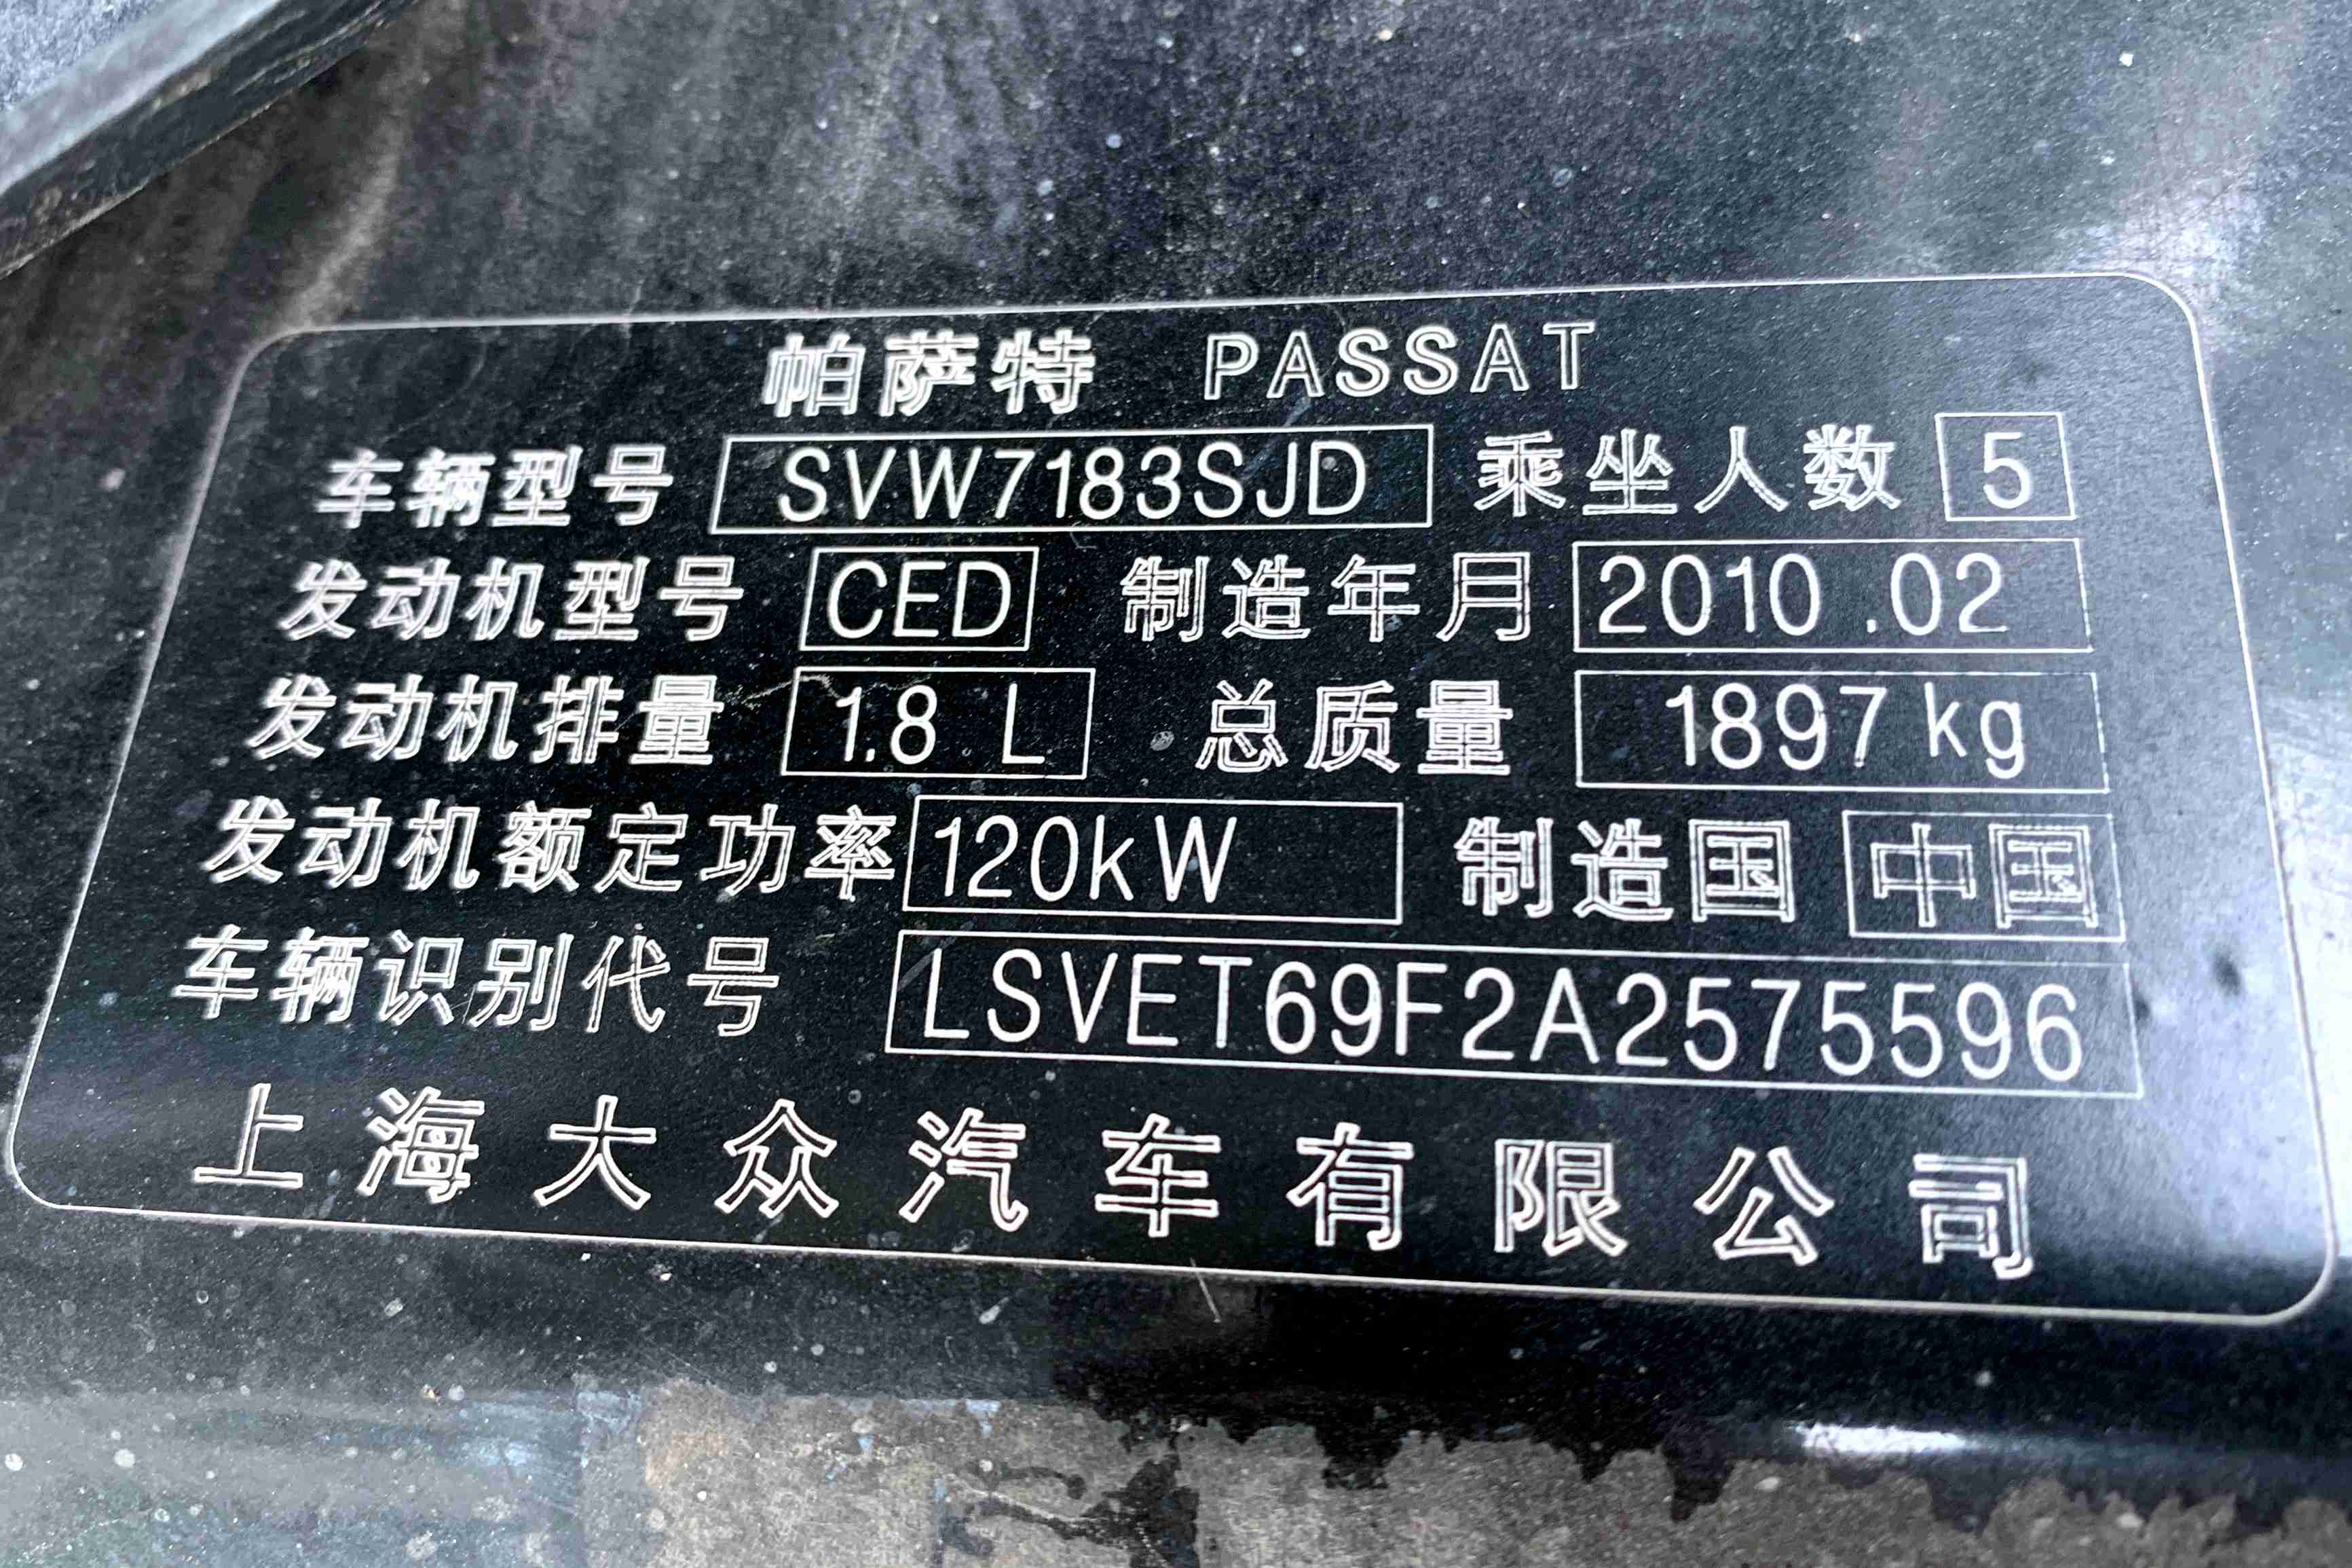 帕萨特 PASSAT
车辆型号 SVW7183SJD 乘坐人数 5
发动机型号 CED 制造年月 2010.02
发动机排量 1.8 L 总质量 1897 kg
发动机额定功率 120kW 制造国 中国
车辆识别代号 LSVET69F2A2575596
上海大众汽车有限公司